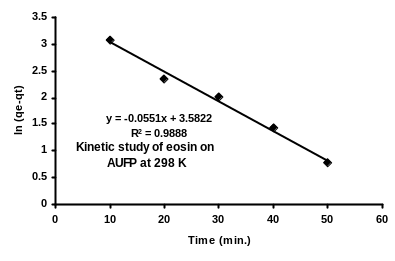 3.5
3
2.5
2
1.5
1
0.5
0
ln (qe-qt)
y = -0.0551x + 3.5822
R² = 0.9888
Kinetic study of eosin on
AUFP at 298 K
0 10 20 30 40 50 60
Time (min.)